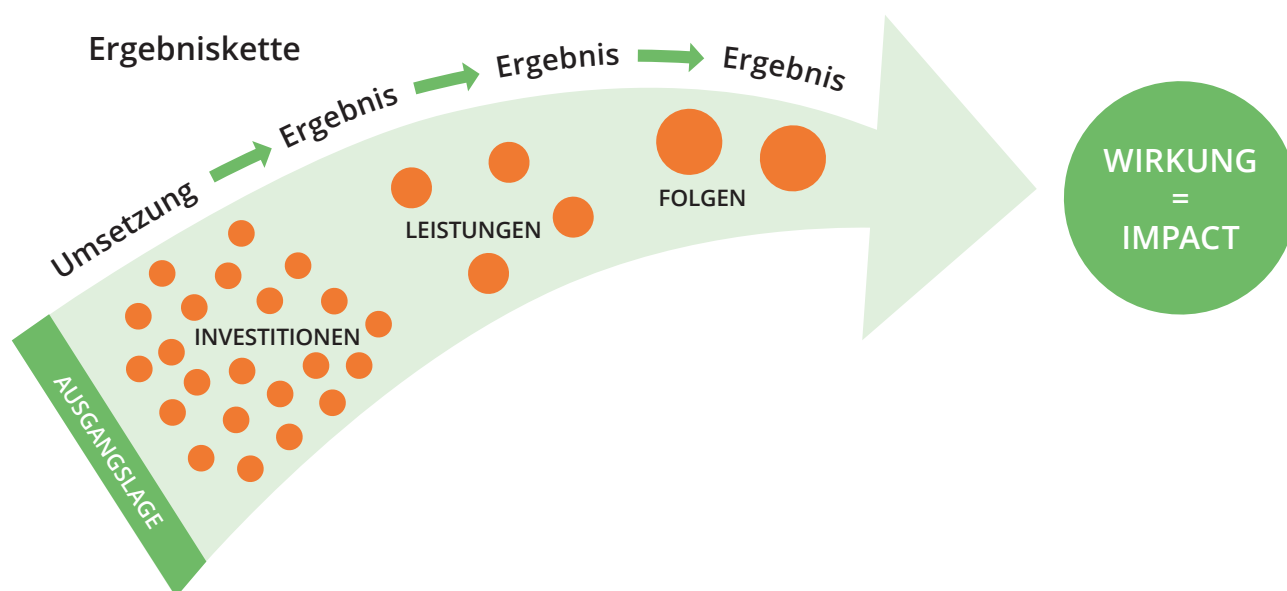 Ergebniskette
Umsetzung
Ergebnis
Ergebnis
Ergebnis
AUSGANGSLAGE
INVESTITIONEN
LEISTUNGEN
FOLGEN
WIRKUNG
=
IMPACT